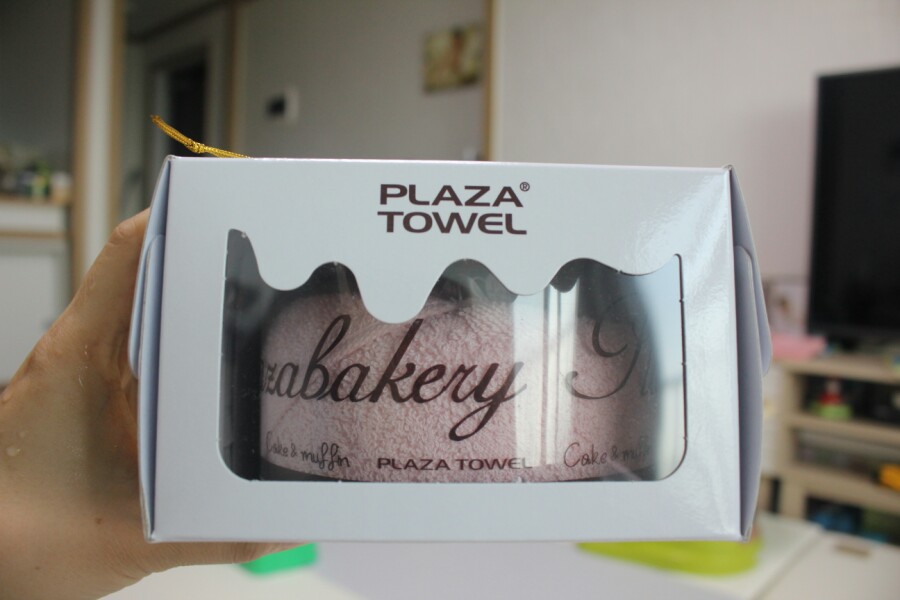 PLAZA®
TOWEL
zabakery
Cake & muffin PLAZA TOWEL Cake &